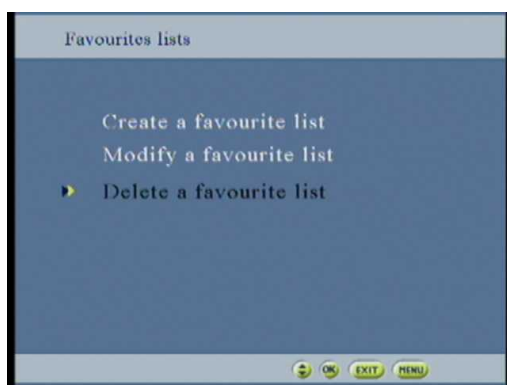 Favourites lists
Create a favourite list
Modify a favourite list
Delete a favourite list
OK EXIT MENU